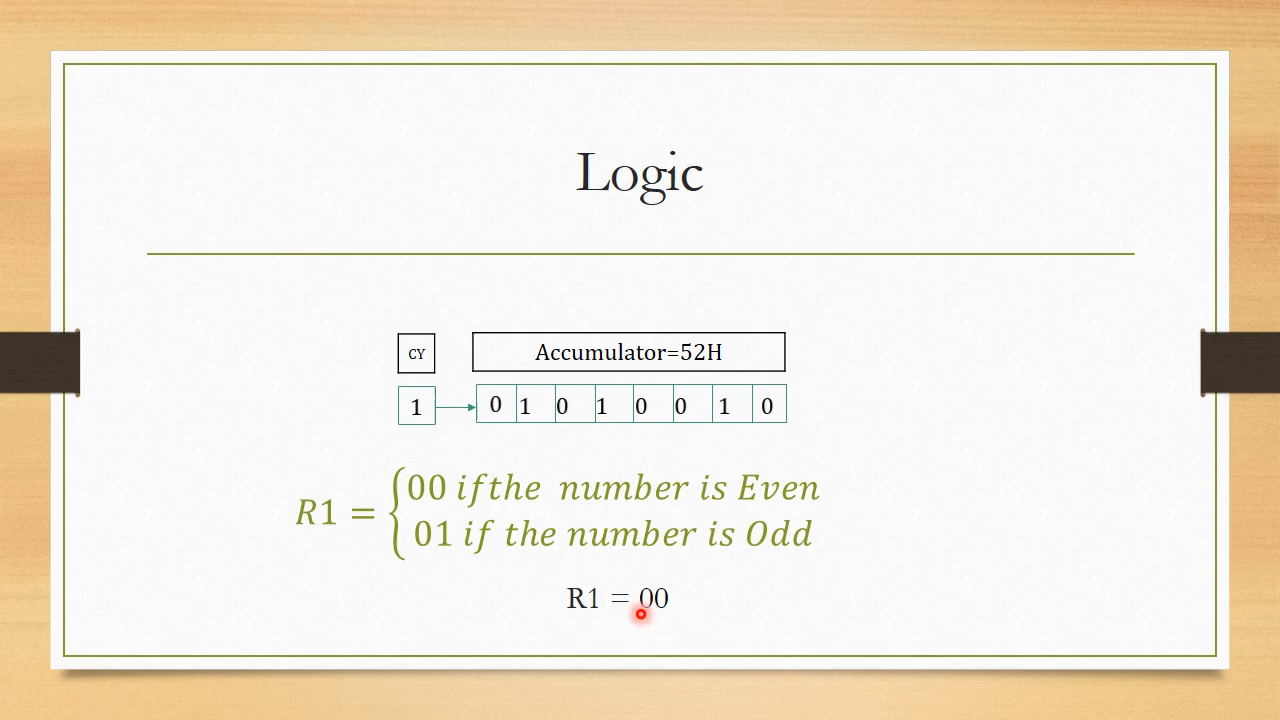 Logic
CY Accumulator=52H
1 0 1 0 1 0 0 1 0
R1 = {00 ifthe number is Even
01 if the number is Odd
R1 = 00